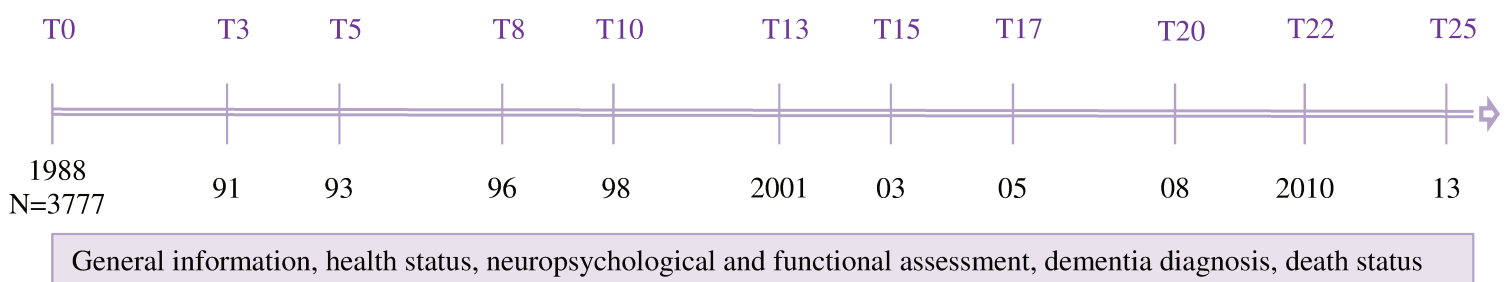 T0 T3 T5 T8 T10 T13 T15 T17 T20 T22 T25
1988 91 93 96 98 2001 03 05 08 2010 13
N=3777
General information, health status, neuropsychological and functional assessment, dementia diagnosis, death status